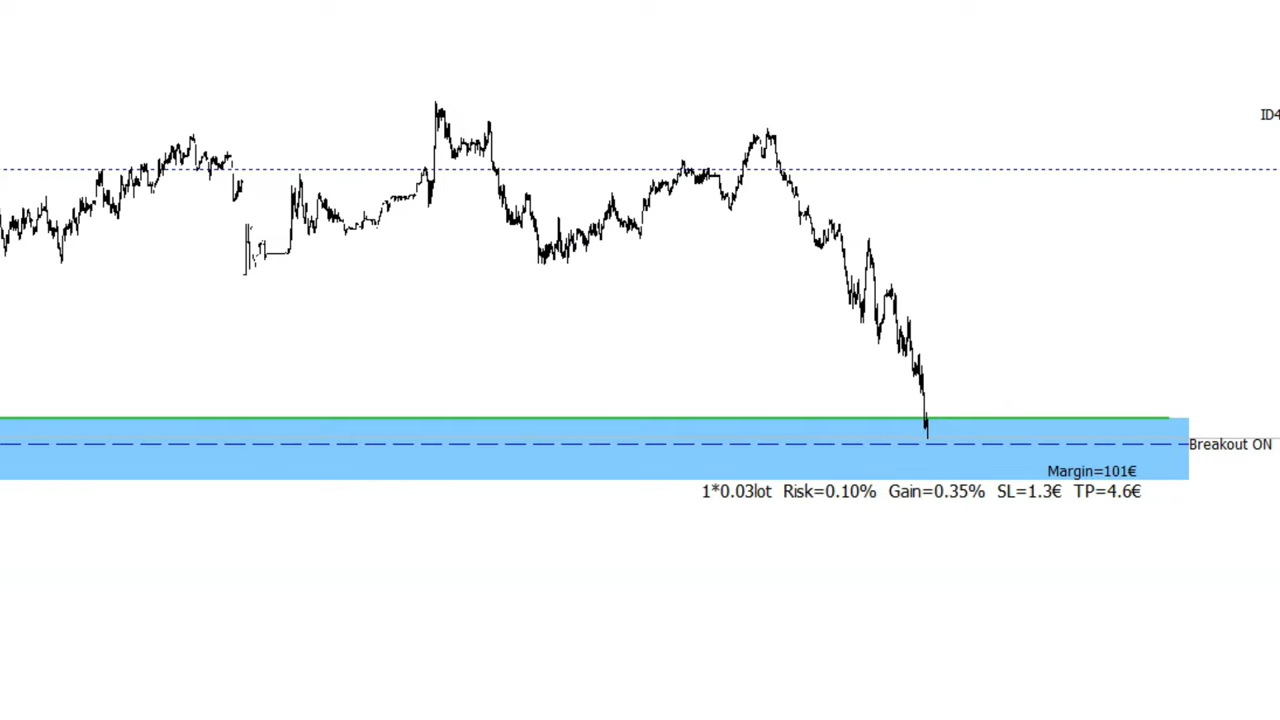 ID4
Breakout ON
Margin=101€
1*0.03lot Risk=0.10% Gain=0.35% SL=1.3€ TP=4.6€